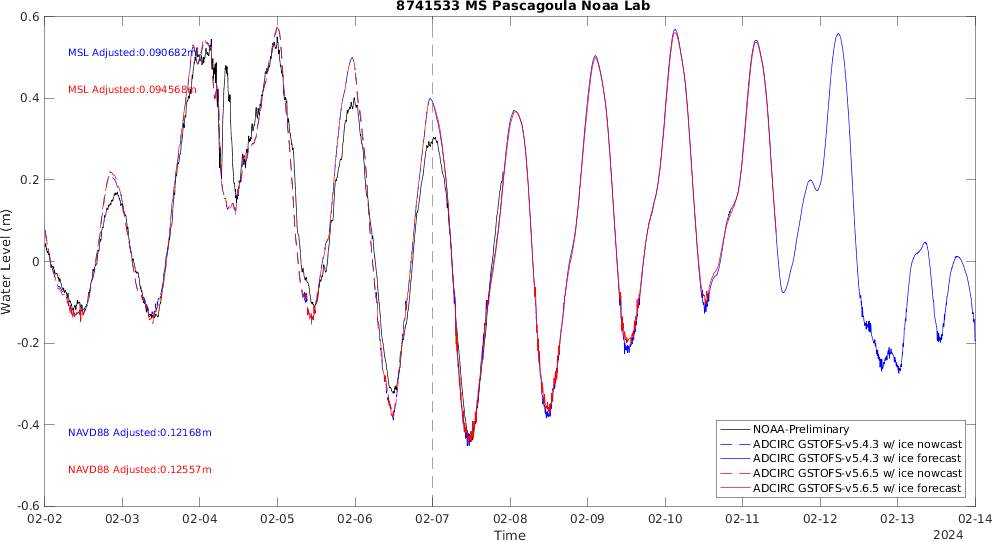 8741533 MS Pascagoula Noaa Lab
0.6
0.4
0.2
0
-0.2
-0.4
-0.6
Water Level (m)
MSL Adjusted:0.090682m
MSL Adjusted:0.094568m
NAVD88 Adjusted:0.12168m
NAVD88 Adjusted:0.12557m
NOAA-Preliminary
ADCIRC GSTOFS-v5.4.3 w/ ice nowcast
ADCIRC GSTOFS-v5.4.3 w/ ice forecast
ADCIRC GSTOFS-v5.6.5 w/ ice nowcast
ADCIRC GSTOFS-v5.6.5 w/ ice forecast
02-02 02-03 02-04 02-05 02-06 02-07 02-08 02-09 02-10 02-11 02-12 02-13 02-14
Time
2024